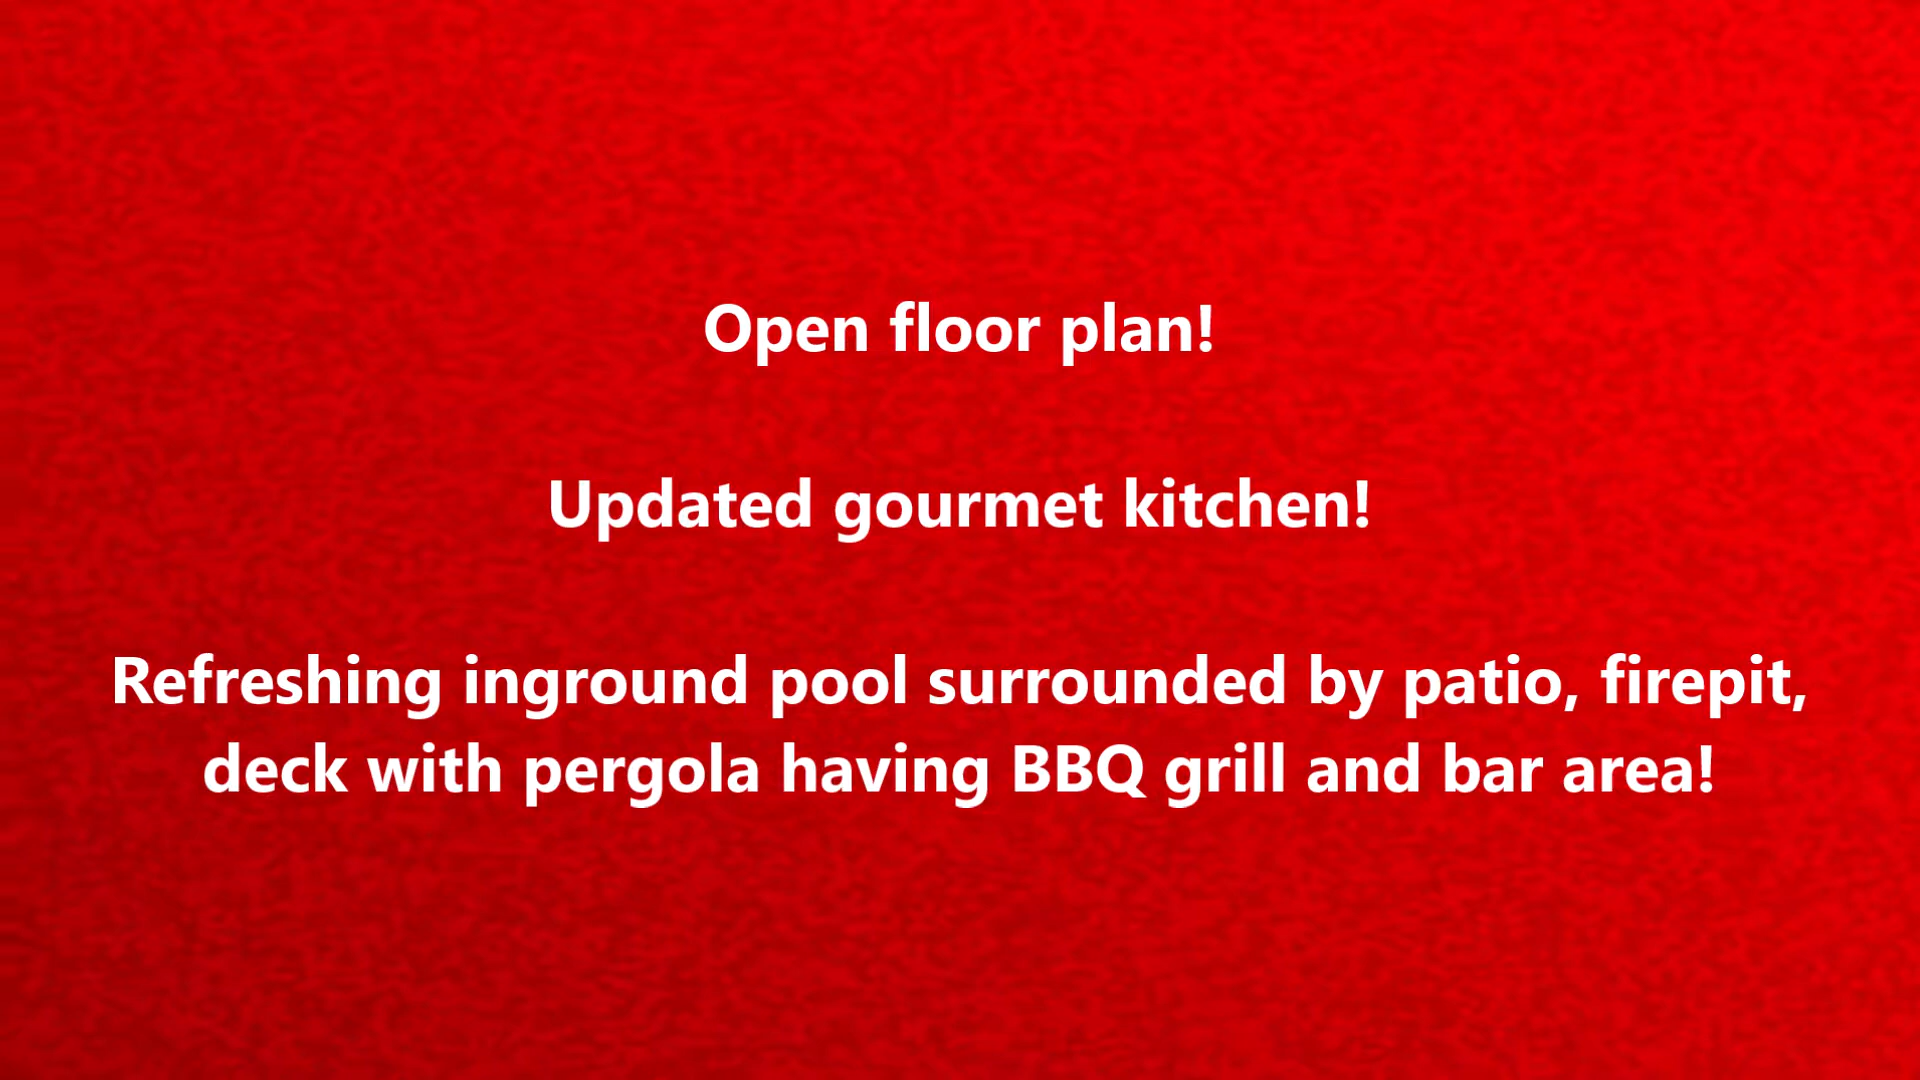 Open floor plan!
Updated gourmet kitchen!
Refreshing inground pool surrounded by patio, firepit,
deck with pergola having BBQ grill and bar area!